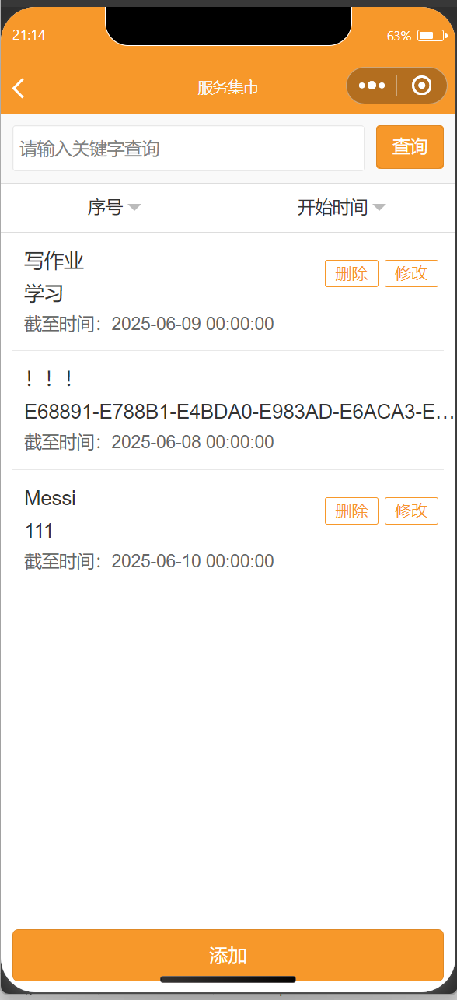 21:14
63%
服务集市
请输入关键字查询
查询
序号
开始时间
写作业
删除 修改
学习
截至时间：2025-06-09 00:00:00
！！！
E68891-E788B1-E4BDA0-E983AD-E6ACA3-E...
截至时间：2025-06-08 00:00:00
Messi
删除 修改
111
截至时间：2025-06-10 00:00:00
添加